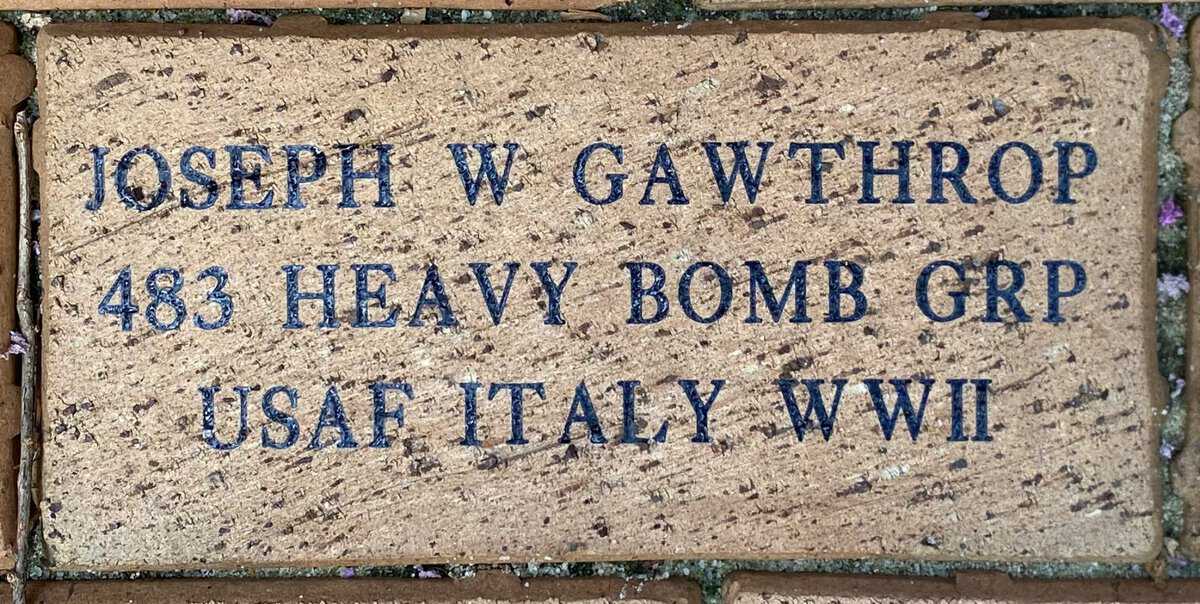 JOSEPH W GAWTHROP
483 HEAVY BOMB GRP
USAF ITALY WWII